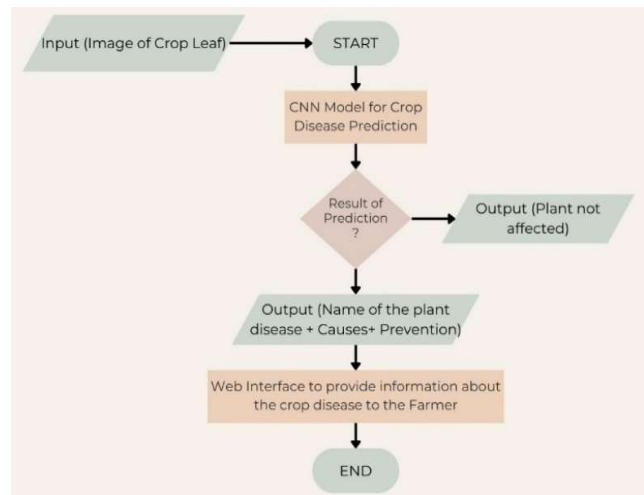 Input (Image of Crop Leaf)
START
CNN Model for Crop
Disease Prediction
Result of
Prediction
?
Output (Plant not
affected)
Output (Name of the plant
disease + Causes+ Prevention)
Web Interface to provide information about
the crop disease to the Farmer
END